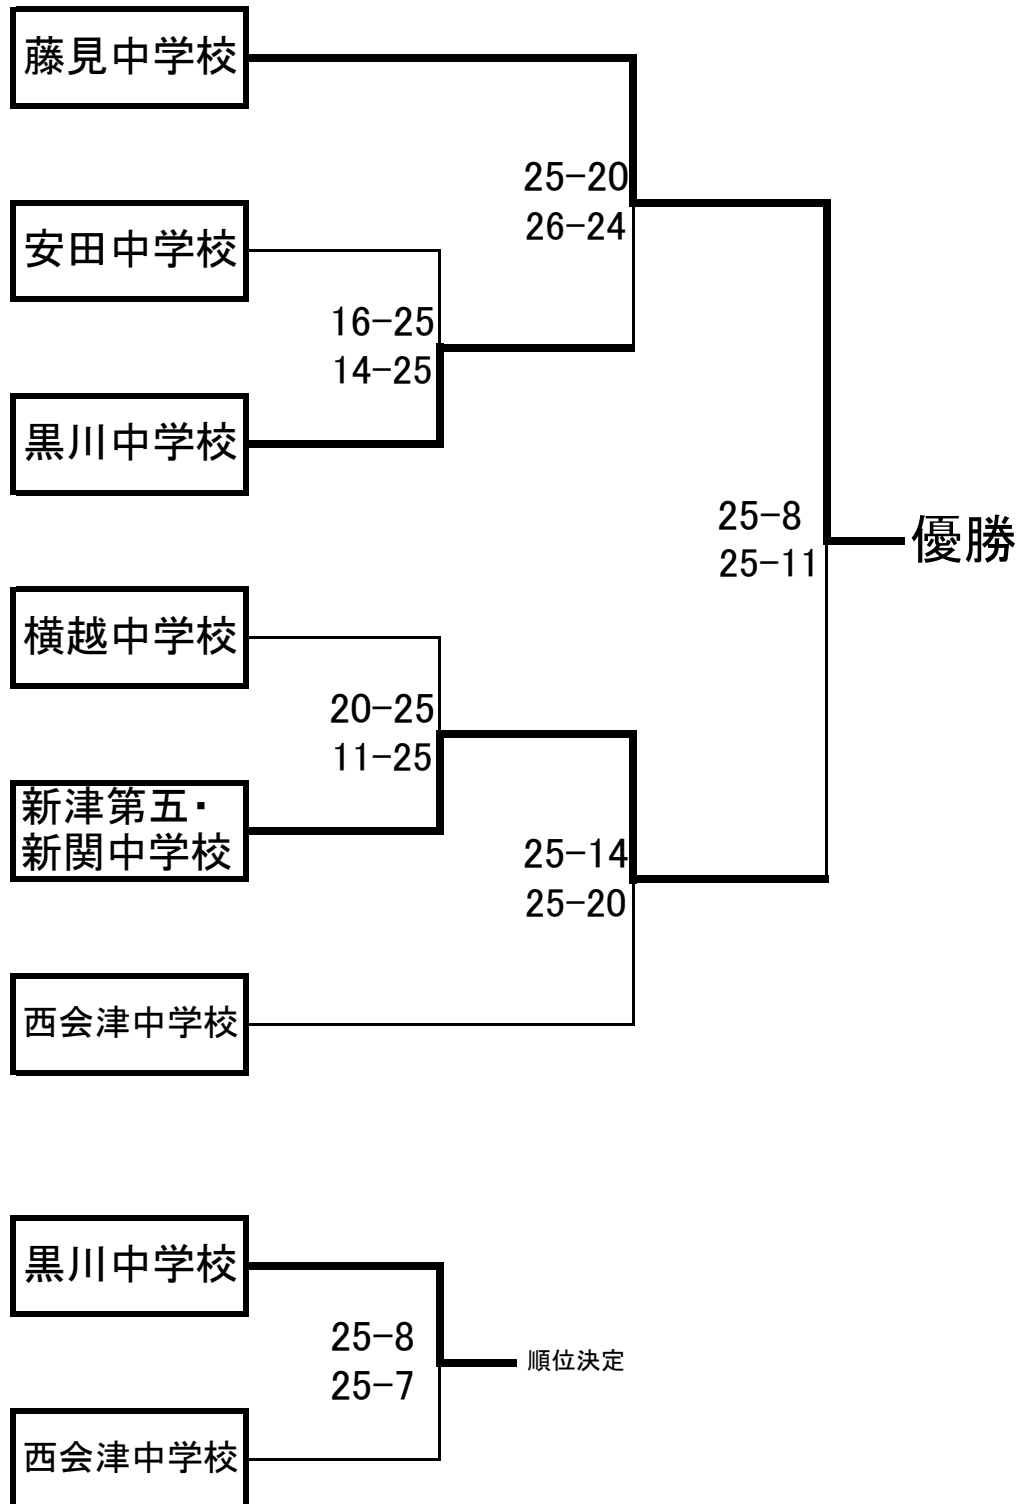 藤見中学校
25-20
26-24
安田中学校
16-25
14-25
黒川中学校
25-8
25-11
優勝
横越中学校
20-25
11-25
新津第五・
新関中学校
25-14
25-20
西会津中学校
黒川中学校
25-8
25-7
順位決定
西会津中学校